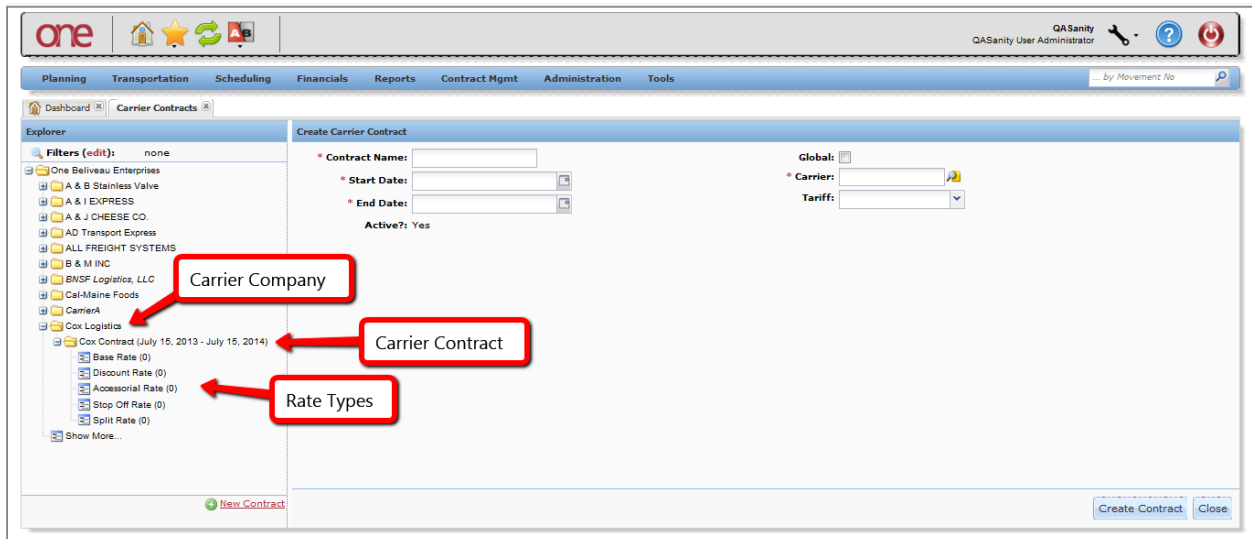 one
AB
QASanity
QASanity User Administrator
?
Planning Transportation Scheduling Financials Reports Contract Mgmt Administration Tools
... by Movement No
Dashboard Carrier Contracts
Explorer
Filters (edit): none
One Beliveau Enterprises
A & B Stainless Valve
A & I EXPRESS
A & J CHEESE CO.
AD Transport Express
ALL FREIGHT SYSTEMS
B & M INC
BNSF Logistics, LLC
Cal-Maine Foods
CarrierA
Cox Logistics
Cox Contract (July 15, 2013 - July 15, 2014)
Base Rate (0)
Discount Rate (0)
Accessorial Rate (0)
Stop Off Rate (0)
Split Rate (0)
Show More...
New Contract
Carrier Company
Carrier Contract
Rate Types
Create Carrier Contract
* Contract Name:
* Start Date:
* End Date:
Active?: Yes
Global:
* Carrier:
Tariff:
Create Contract Close